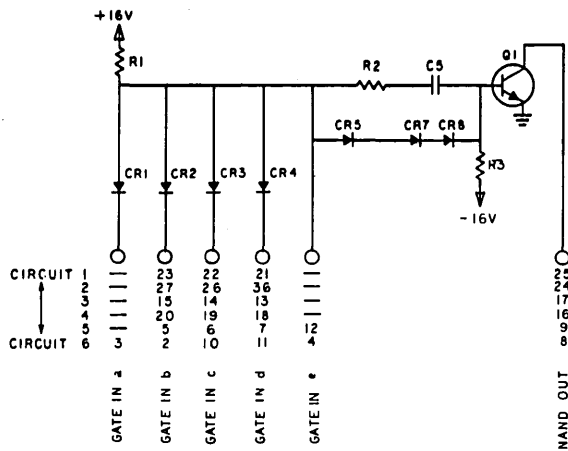 +16V
R1
R2
C5
Q1
CR5
CR7
CR8
CR1
CR2
CR3
CR4
R3
-16V
CIRCUIT 1 — 23 22 21 — 25
2 — 27 26 36 — 24
3 — 15 14 13 — 17
4 — 20 19 18 — 16
5 — 5 6 7 12 9
CIRCUIT 6 3 2 10 11 4 8
GATE IN a
GATE IN b
GATE IN c
GATE IN d
GATE IN e
NAND OUT